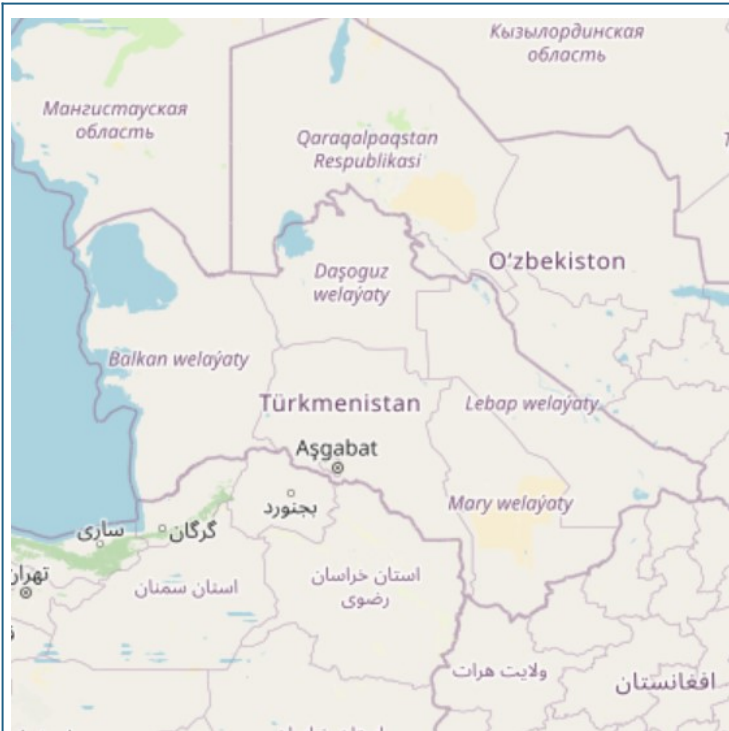 Кызылординская
область
Мангистауская
область
Qaraqalpaqstan
Respublikasi
Oʻzbekiston
Daşoguz
welaýaty
Balkan welaýaty
Türkmenistan
Lebap welaýaty
Aşgabat
Mary welaýaty
بجنورد
گرگان
ساری
تهران
استان خراسان
رضوی
استان سمنان
ولایت هرات
افغانستان